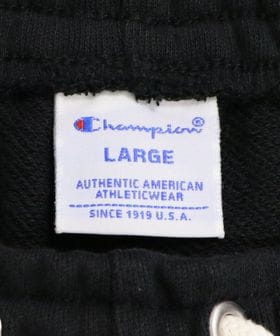 Champion
LARGE
AUTHENTIC AMERICAN
ATHLETICWEAR
SINCE 1919 U.S.A.